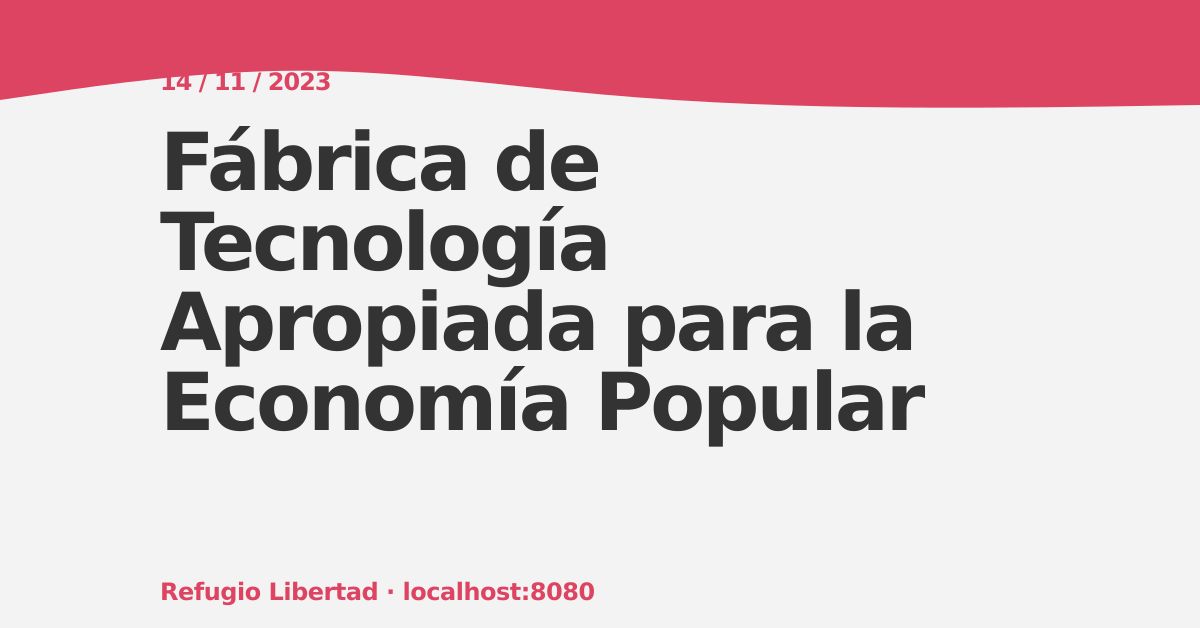 14 / 11 / 2023
Fábrica de
Tecnología
Apropiada para la
Economía Popular
Refugio Libertad · localhost:8080